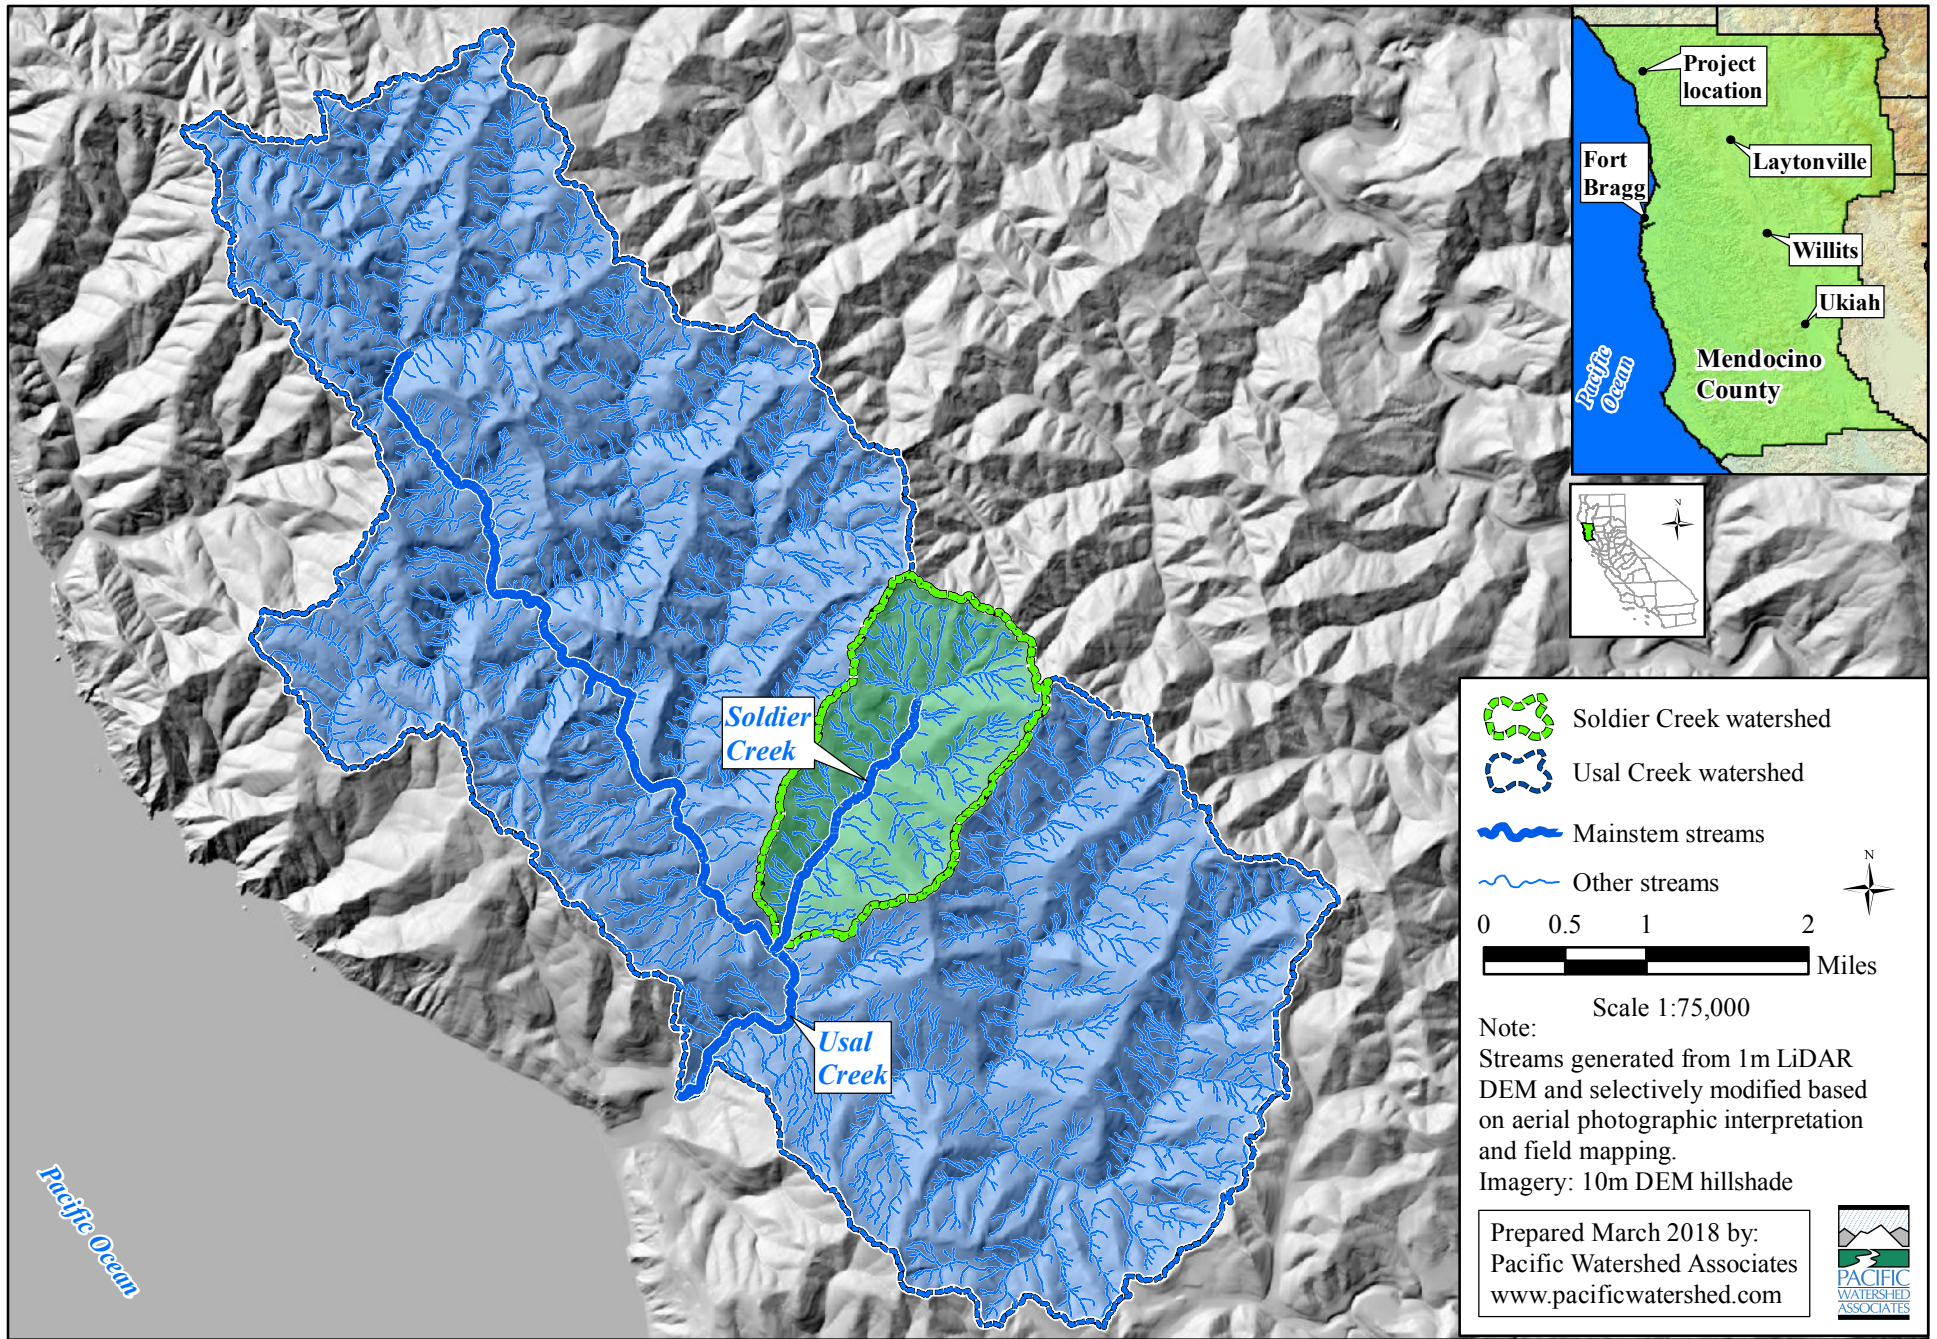 Project
location
Fort
Bragg
Laytonville
Willits
Ukiah
Pacific
Ocean
Mendocino
County
N
Soldier
Creek
Usal
Creek
Pacific Ocean
Soldier Creek watershed
Usal Creek watershed
Mainstem streams
Other streams
N
0 0.5 1 2
Miles
Scale 1:75,000
Note:
Streams generated from 1m LiDAR
DEM and selectively modified based
on aerial photographic interpretation
and field mapping.
Imagery: 10m DEM hillshade
Prepared March 2018 by:
Pacific Watershed Associates
www.pacificwatershed.com
PACIFIC
WATERSHED
ASSOCIATES